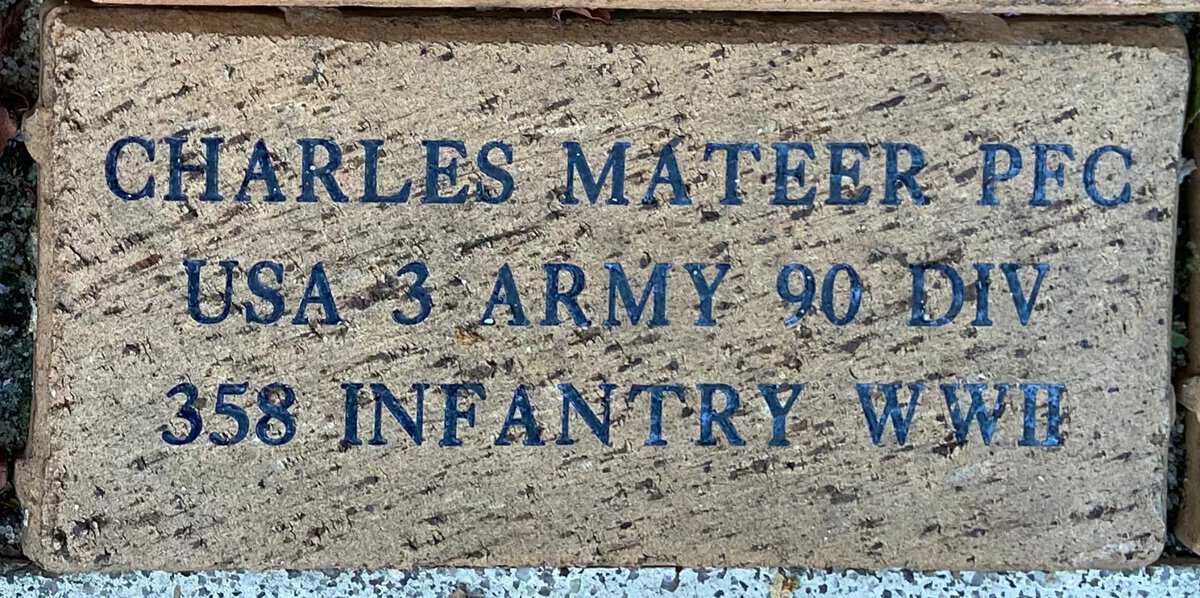 CHARLES MATEER PFC
USA 3 ARMY 90 DIV
358 INFANTRY WWII